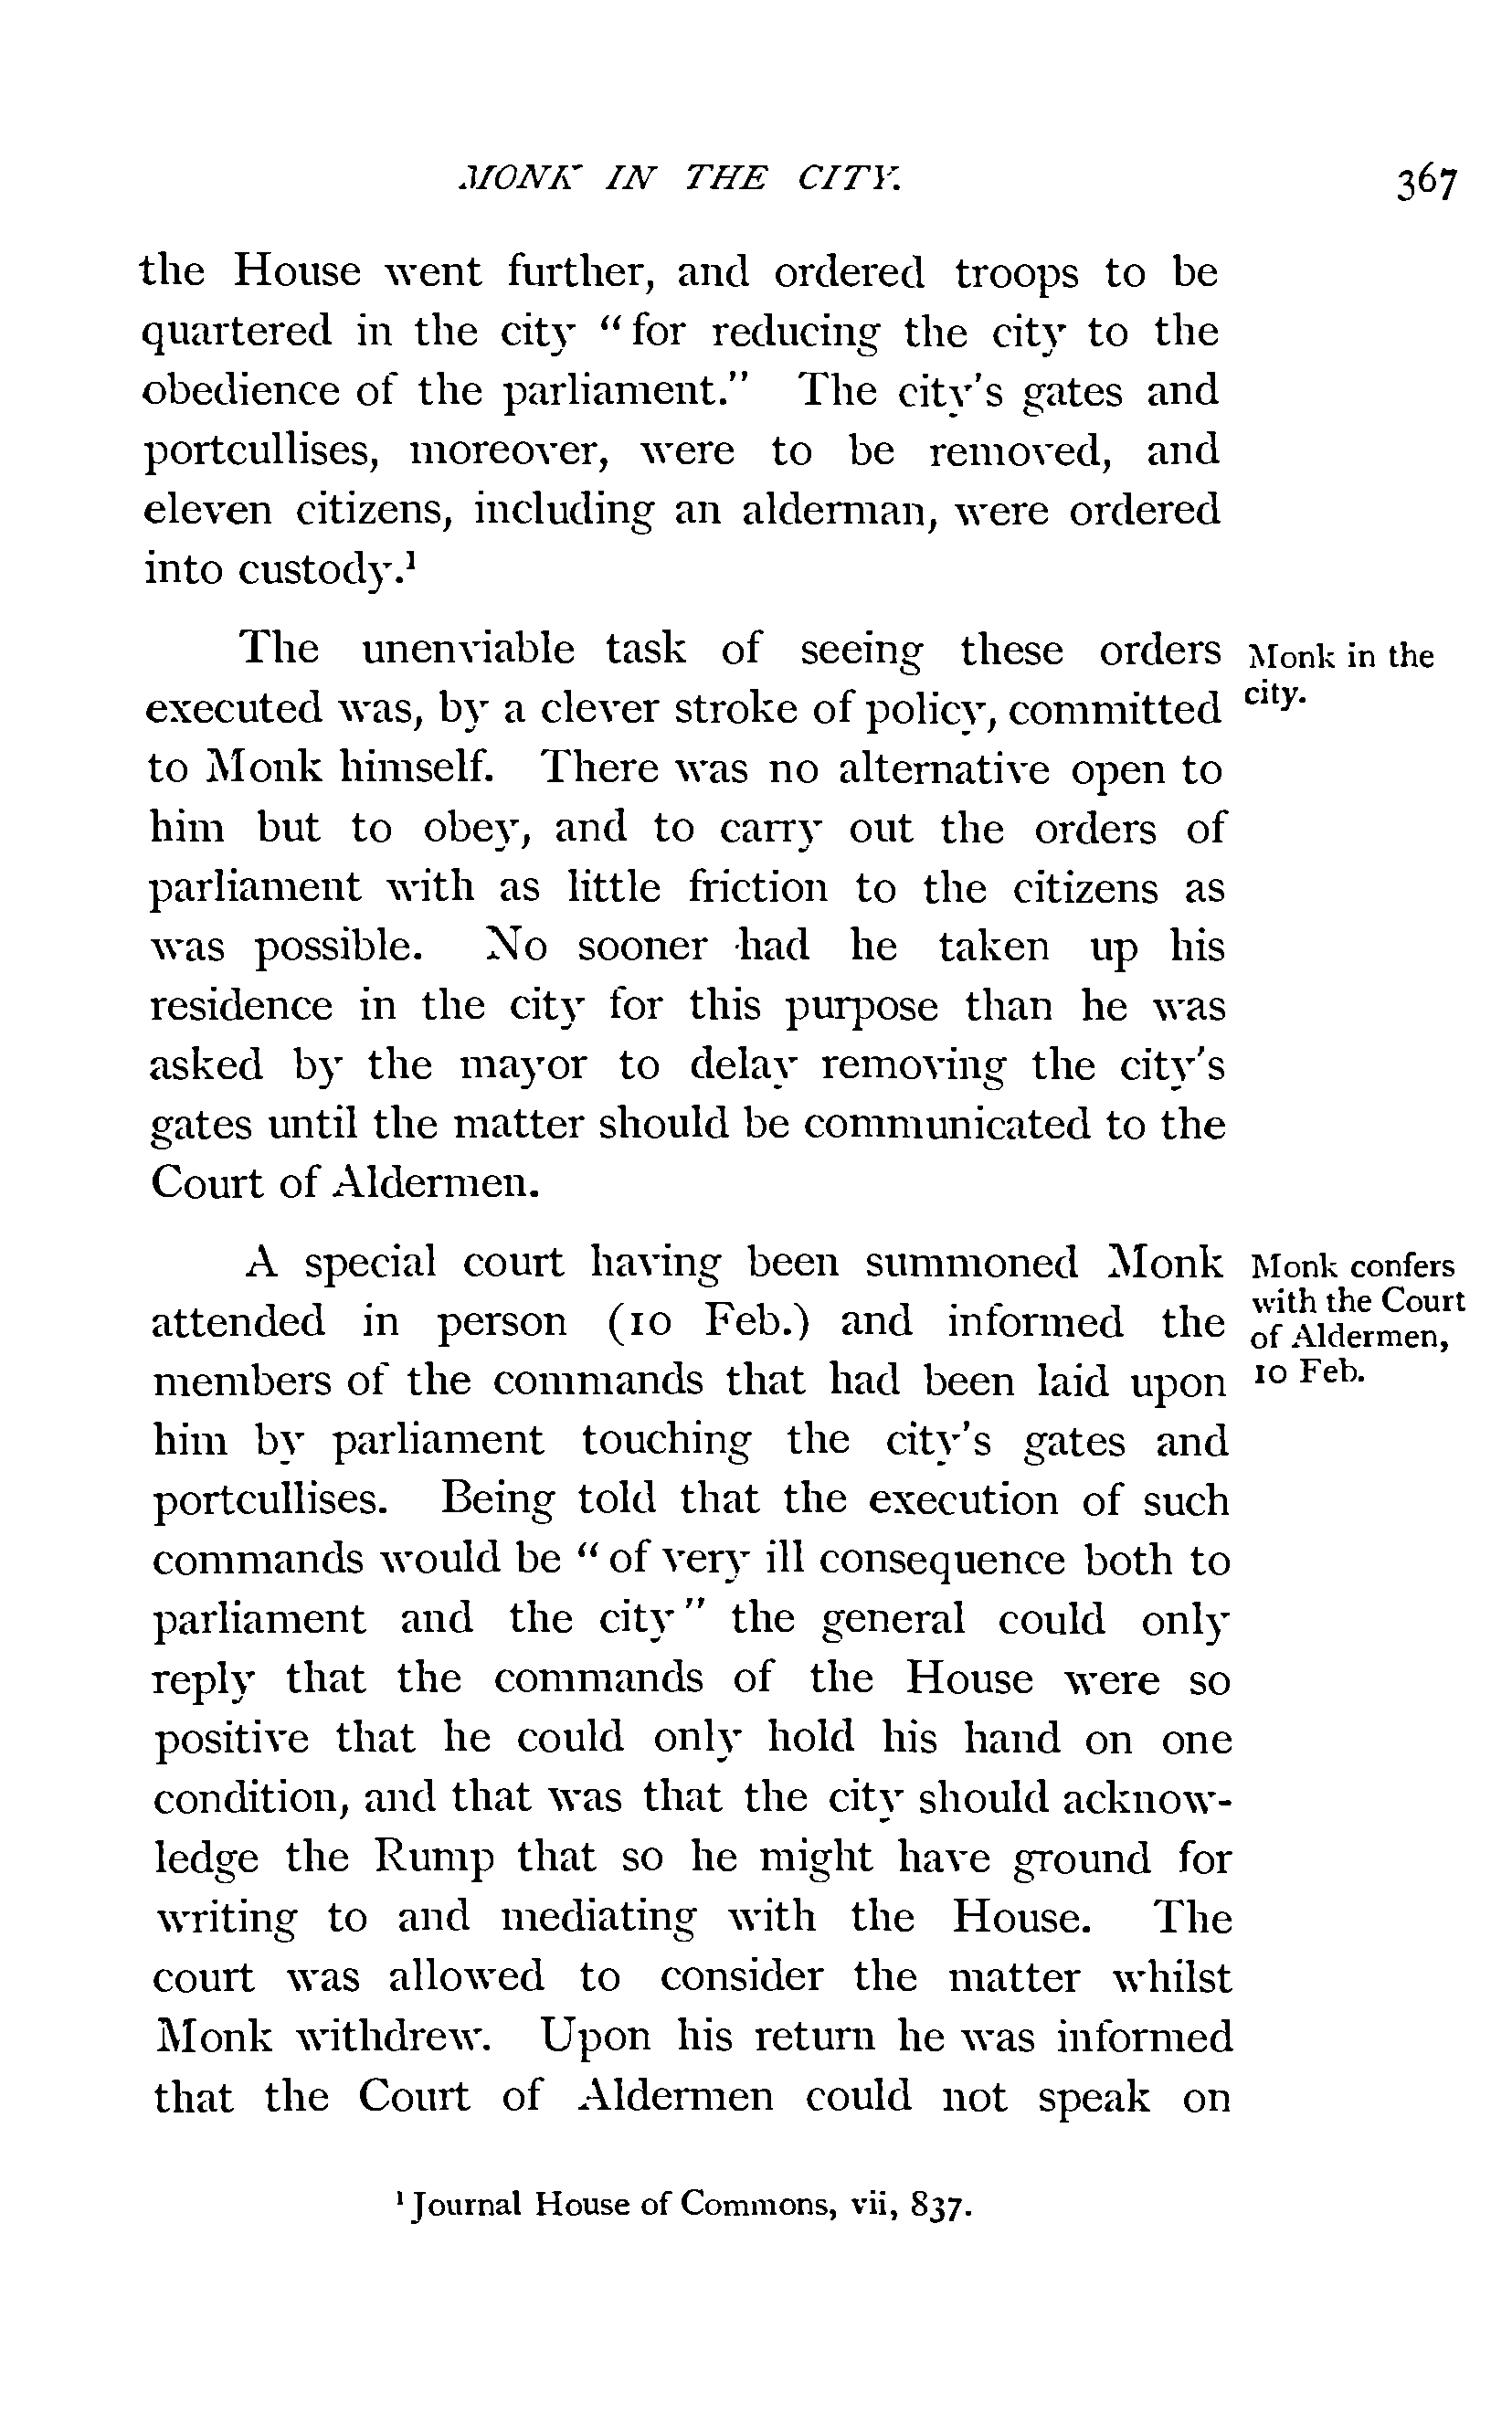 MONK IN THE CITY. 367
the House went further, and ordered troops to be
quartered in the city “for reducing the city to the
obedience of the parliament.” The city's gates and
portcullises, moreover, were to be removed, and
eleven citizens, including an alderman, were ordered
into custody.¹
The unenviable task of seeing these orders
executed was, by a clever stroke of policy, committed
to Monk himself. There was no alternative open to
him but to obey, and to carry out the orders of
parliament with as little friction to the citizens as
was possible. No sooner had he taken up his
residence in the city for this purpose than he was
asked by the mayor to delay removing the city's
gates until the matter should be communicated to the
Court of Aldermen.
Monk in the
city.
A special court having been summoned Monk
attended in person (10 Feb.) and informed the
members of the commands that had been laid upon
him by parliament touching the city's gates and
portcullises. Being told that the execution of such
commands would be “of very ill consequence both to
parliament and the city” the general could only
reply that the commands of the House were so
positive that he could only hold his hand on one
condition, and that was that the city should acknow-
ledge the Rump that so he might have ground for
writing to and mediating with the House. The
court was allowed to consider the matter whilst
Monk withdrew. Upon his return he was informed
that the Court of Aldermen could not speak on
Monk confers
with the Court
of Aldermen,
10 Feb.
¹ Journal House of Commons, vii, 837.